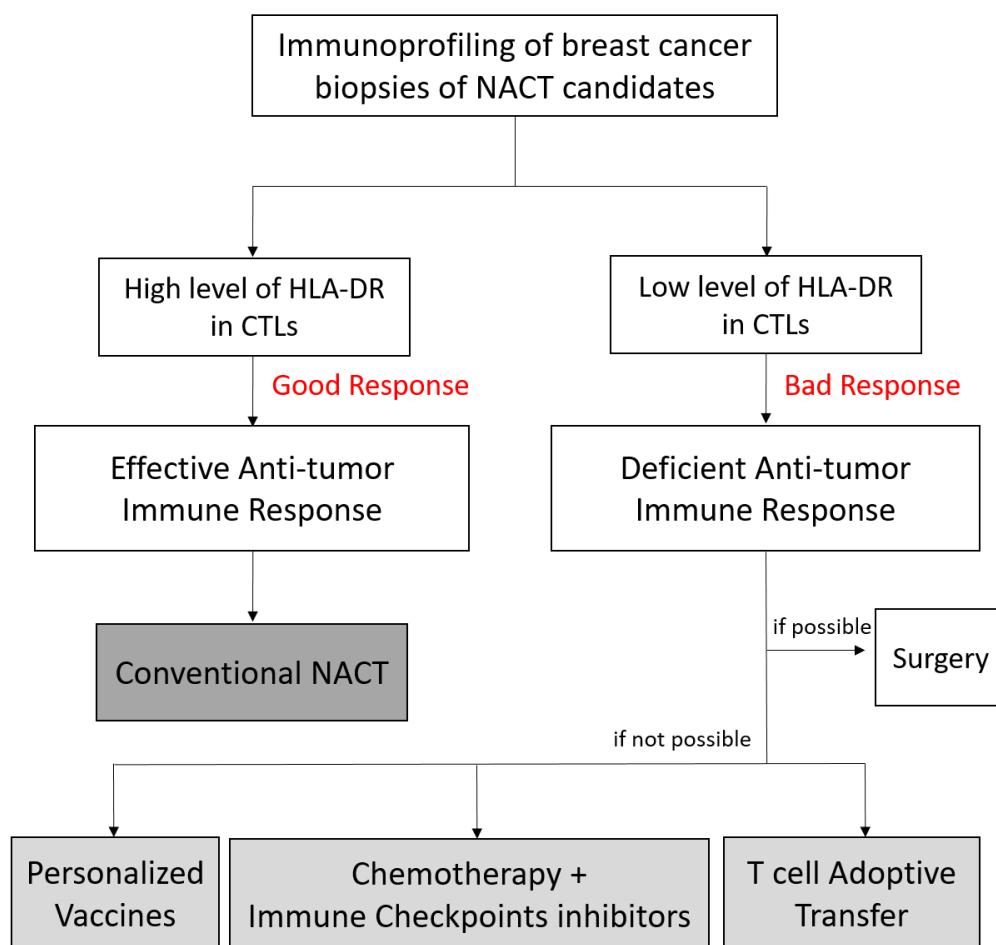 Immunoprofiling of breast cancer
biopsies of NACT candidates
High level of HLA-DR
in CTLs
Low level of HLA-DR
in CTLs
Good Response
Bad Response
Effective Anti-tumor
Immune Response
Deficient Anti-tumor
Immune Response
if possible
Conventional NACT
Surgery
if not possible
Personalized
Vaccines
Chemotherapy +
Immune Checkpoints inhibitors
T cell Adoptive
Transfer